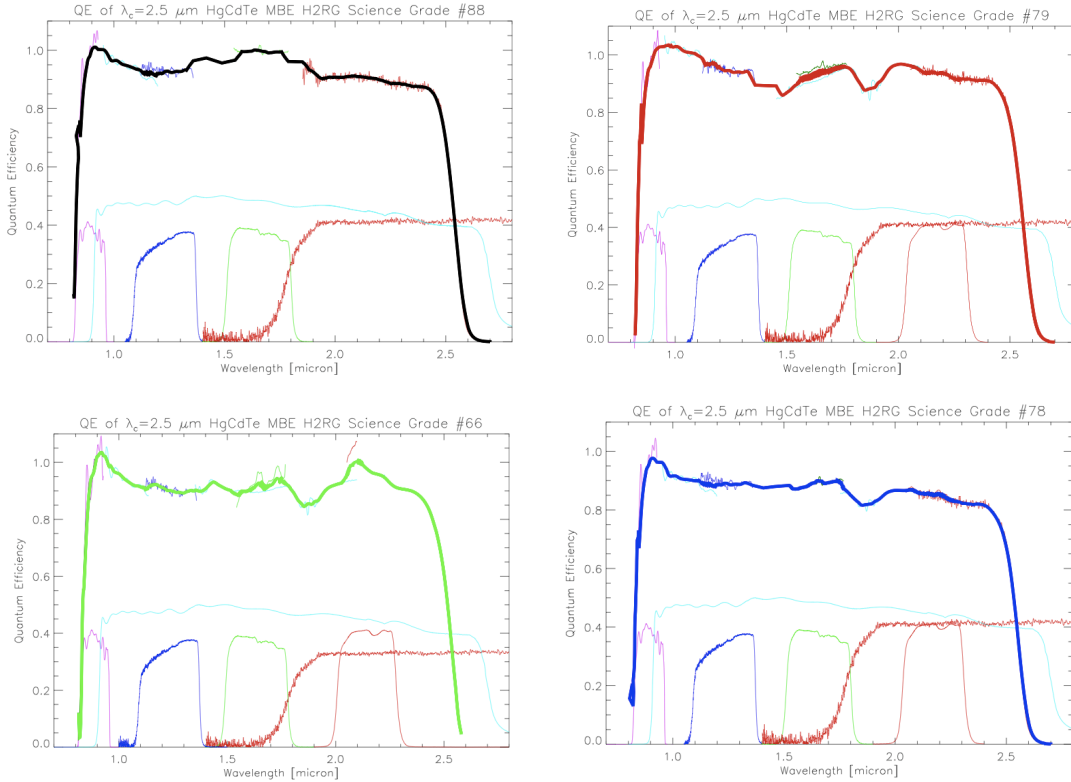 QE of λc=2.5 μm HgCdTe MBE H2RG Science Grade #88
Quantum Efficiency
1.0
0.8
0.6
0.4
0.2
0.0
1.0 1.5 2.0 2.5
Wavelength [micron]
QE of λc=2.5 μm HgCdTe MBE H2RG Science Grade #79
Quantum Efficiency
1.0
0.8
0.6
0.4
0.2
0.0
1.0 1.5 2.0 2.5
Wavelength [micron]
QE of λc=2.5 μm HgCdTe MBE H2RG Science Grade #66
Quantum Efficiency
1.0
0.8
0.6
0.4
0.2
0.0
1.0 1.5 2.0 2.5
Wavelength [micron]
QE of λc=2.5 μm HgCdTe MBE H2RG Science Grade #78
Quantum Efficiency
1.0
0.8
0.6
0.4
0.2
0.0
1.0 1.5 2.0 2.5
Wavelength [micron]